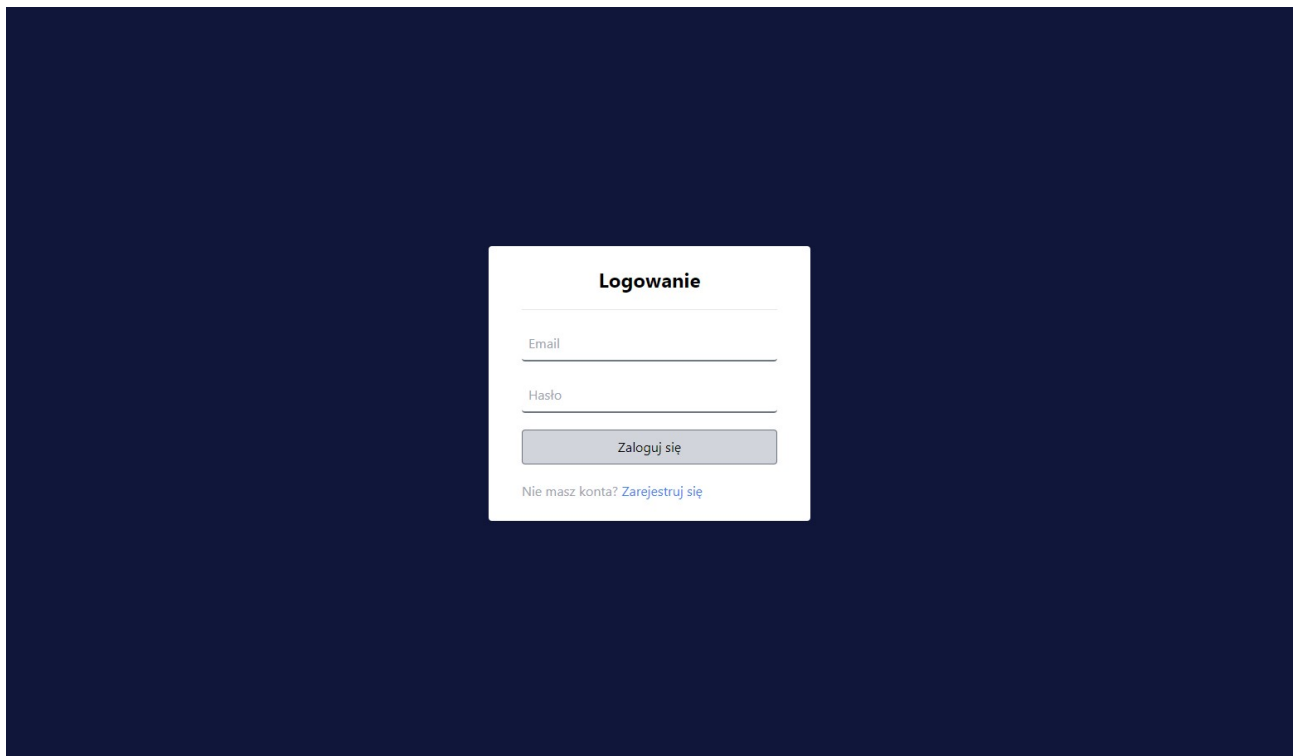 Logowanie
Email
Hasło
Zaloguj się
Nie masz konta? Zarejestruj się